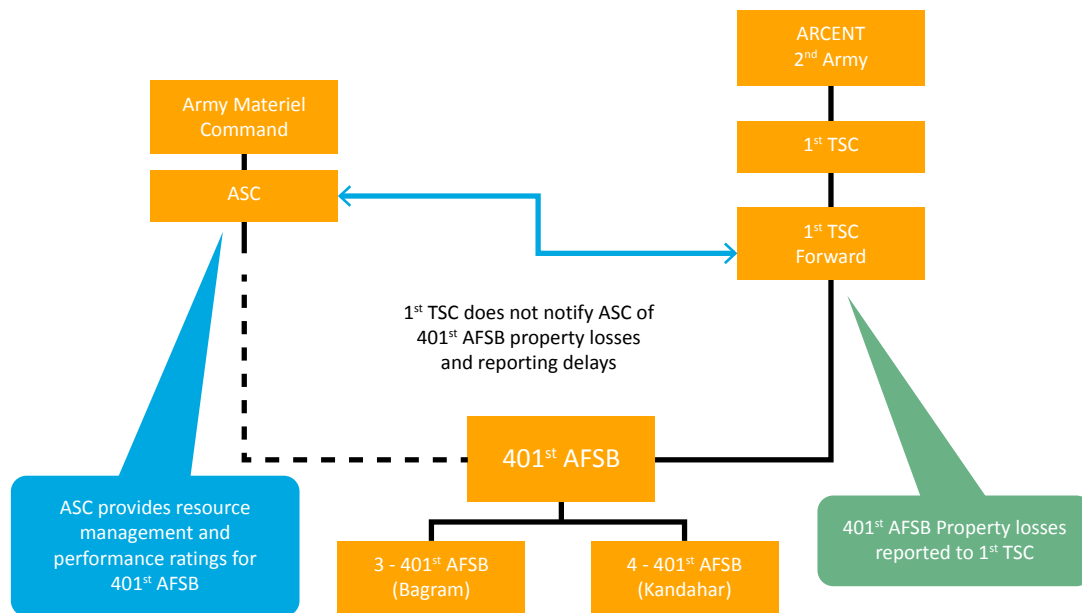 ARCENT
2nd Army
Army Materiel
Command
1st TSC
ASC
1st TSC
Forward
1st TSC does not notify ASC of
401st AFSB property losses
and reporting delays
401st AFSB
ASC provides resource
management and
performance ratings for
401st AFSB
401st AFSB Property losses
reported to 1st TSC
3 - 401st AFSB
(Bagram)
4 - 401st AFSB
(Kandahar)